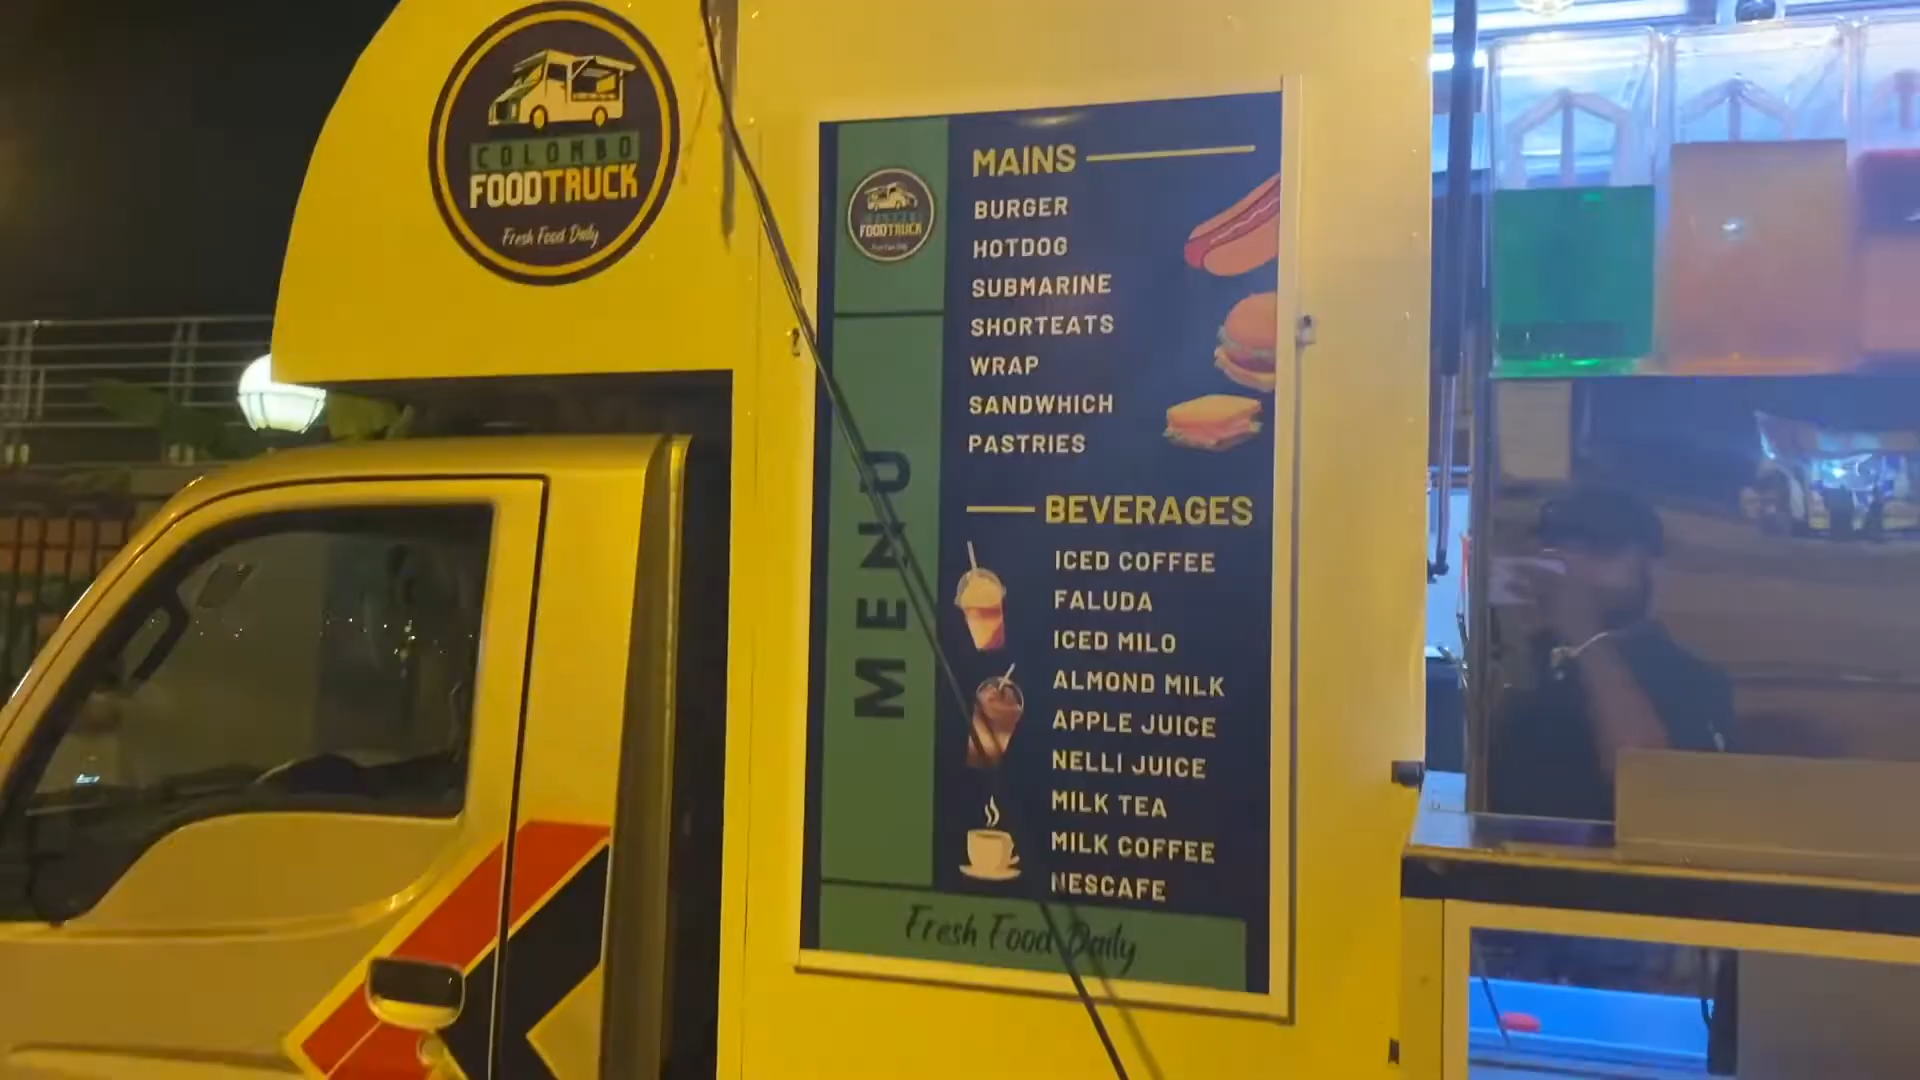 COLOMBO
FOODTRUCK
Fresh Food Daily
FOODTRUCK
MENU
MAINS
BURGER
HOTDOG
SUBMARINE
SHORTEATS
WRAP
SANDWHICH
PASTRIES
BEVERAGES
ICED COFFEE
FALUDA
ICED MILO
ALMOND MILK
APPLE JUICE
NELLI JUICE
MILK TEA
MILK COFFEE
NESCAFE
Fresh Food Daily